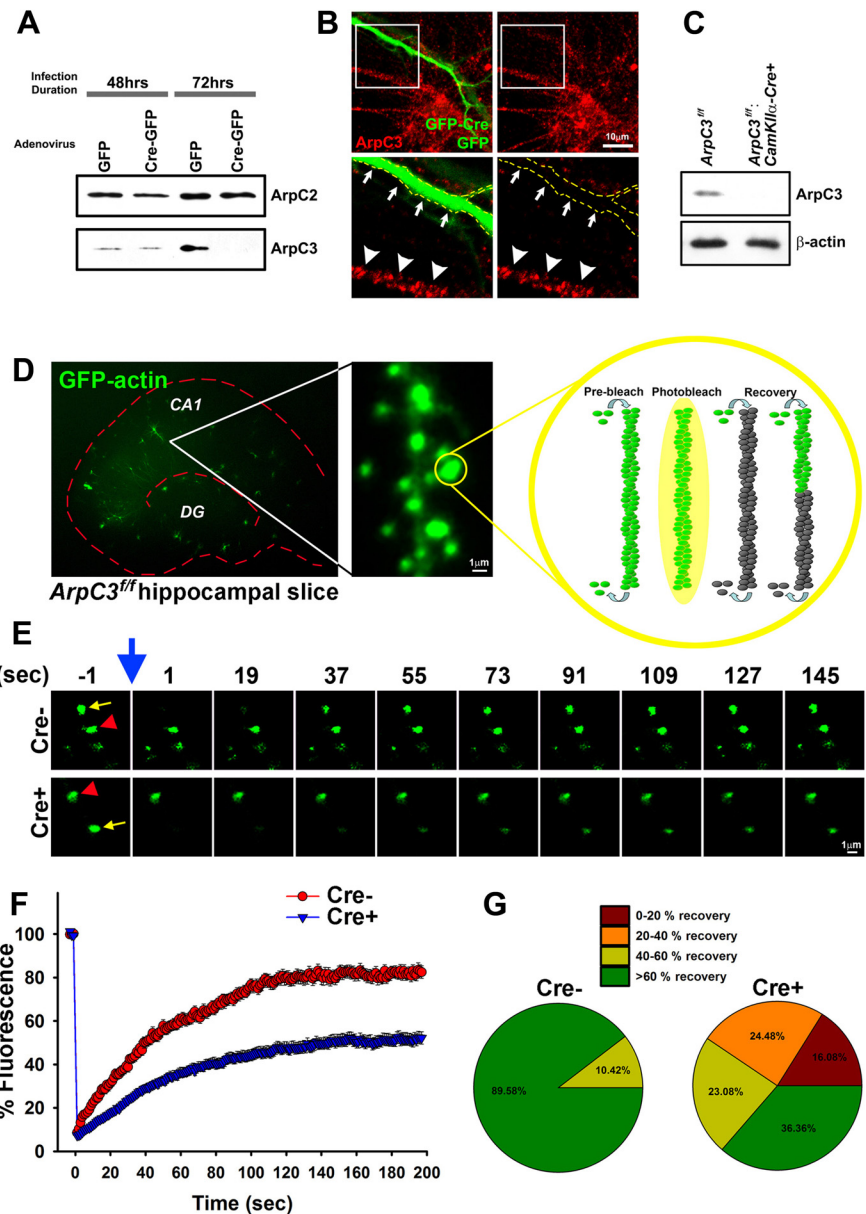 A
Infection
Duration
48hrs 72hrs
Adenovirus
GFP
Cre-GFP
GFP
Cre-GFP
ArpC2
ArpC3
B
ArpC3
GFP-Cre
GFP
10µm
C
ArpC3f/f
ArpC3f/f:
CamKIIα-Cre+
ArpC3
β-actin
D
GFP-actin
CA1
DG
ArpC3f/f hippocampal slice
1µm
Pre-bleach Photobleach Recovery
E
(sec) -1 1 19 37 55 73 91 109 127 145
Cre-
Cre+
1µm
F
Cre-
Cre+
% Fluorescence
100
80
60
40
20
0
0 20 40 60 80 100 120 140 160 180 200
Time (sec)
G
0-20 % recovery
20-40 % recovery
40-60 % recovery
>60 % recovery
Cre-
89.58%
10.42%
Cre+
24.48%
16.08%
23.08%
36.36%